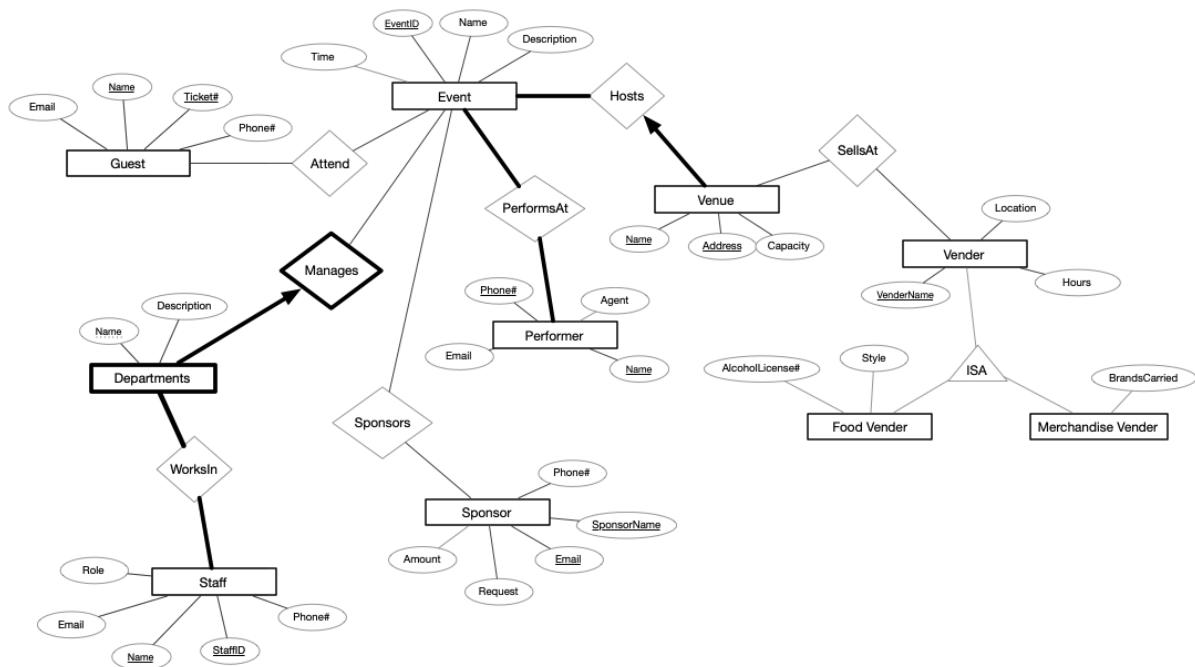 EventID
Name
Description
Time
Event
Hosts
Name
Ticket#
Email
Phone#
Guest
Attend
SellsAt
PerformsAt
Venue
Name
Address
Capacity
Location
Vender
VenderName
Hours
Manages
Description
Name
Departments
Phone#
Agent
Performer
Email
Name
AlcoholLicense#
Style
ISA
BrandsCarried
Food Vender
Merchandise Vender
Sponsors
WorksIn
Phone#
Sponsor
SponsorName
Amount
Email
Request
Role
Staff
Email
Phone#
Name
StaffID